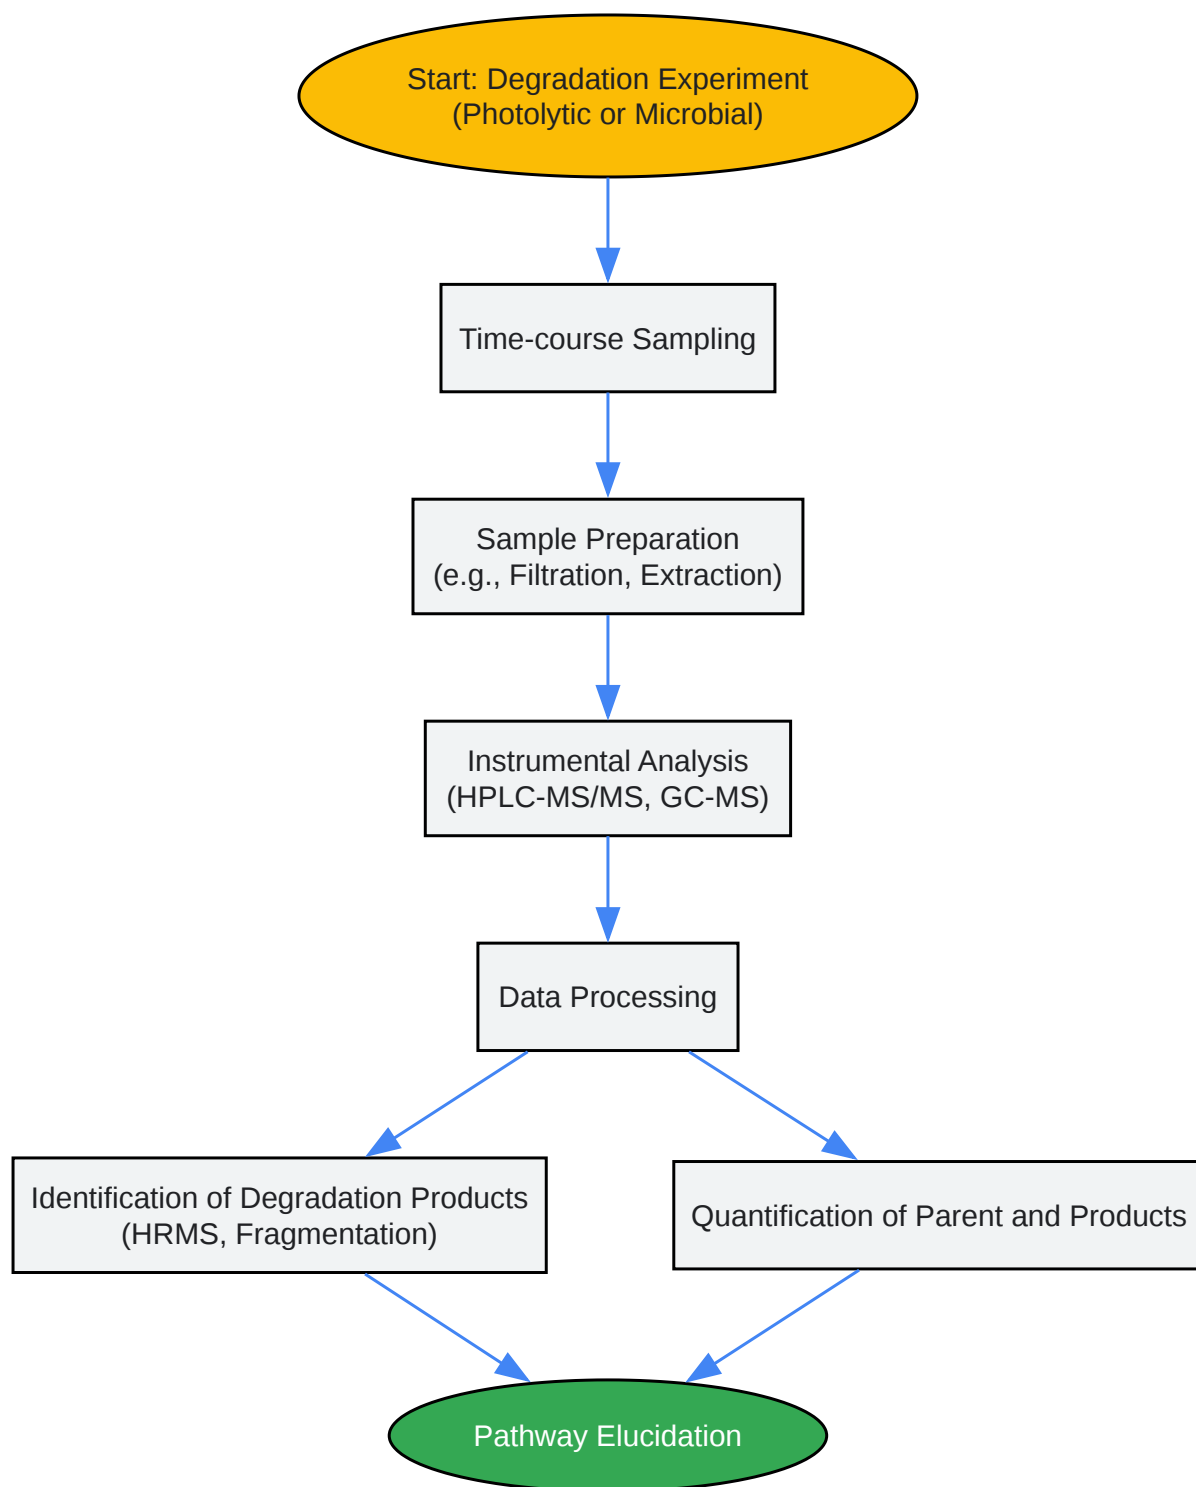 Start: Degradation Experiment
(Photolytic or Microbial)
Time-course Sampling
Sample Preparation
(e.g., Filtration, Extraction)
Instrumental Analysis
(HPLC-MS/MS, GC-MS)
Data Processing
Identification of Degradation Products
(HRMS, Fragmentation)
Quantification of Parent and Products
Pathway Elucidation